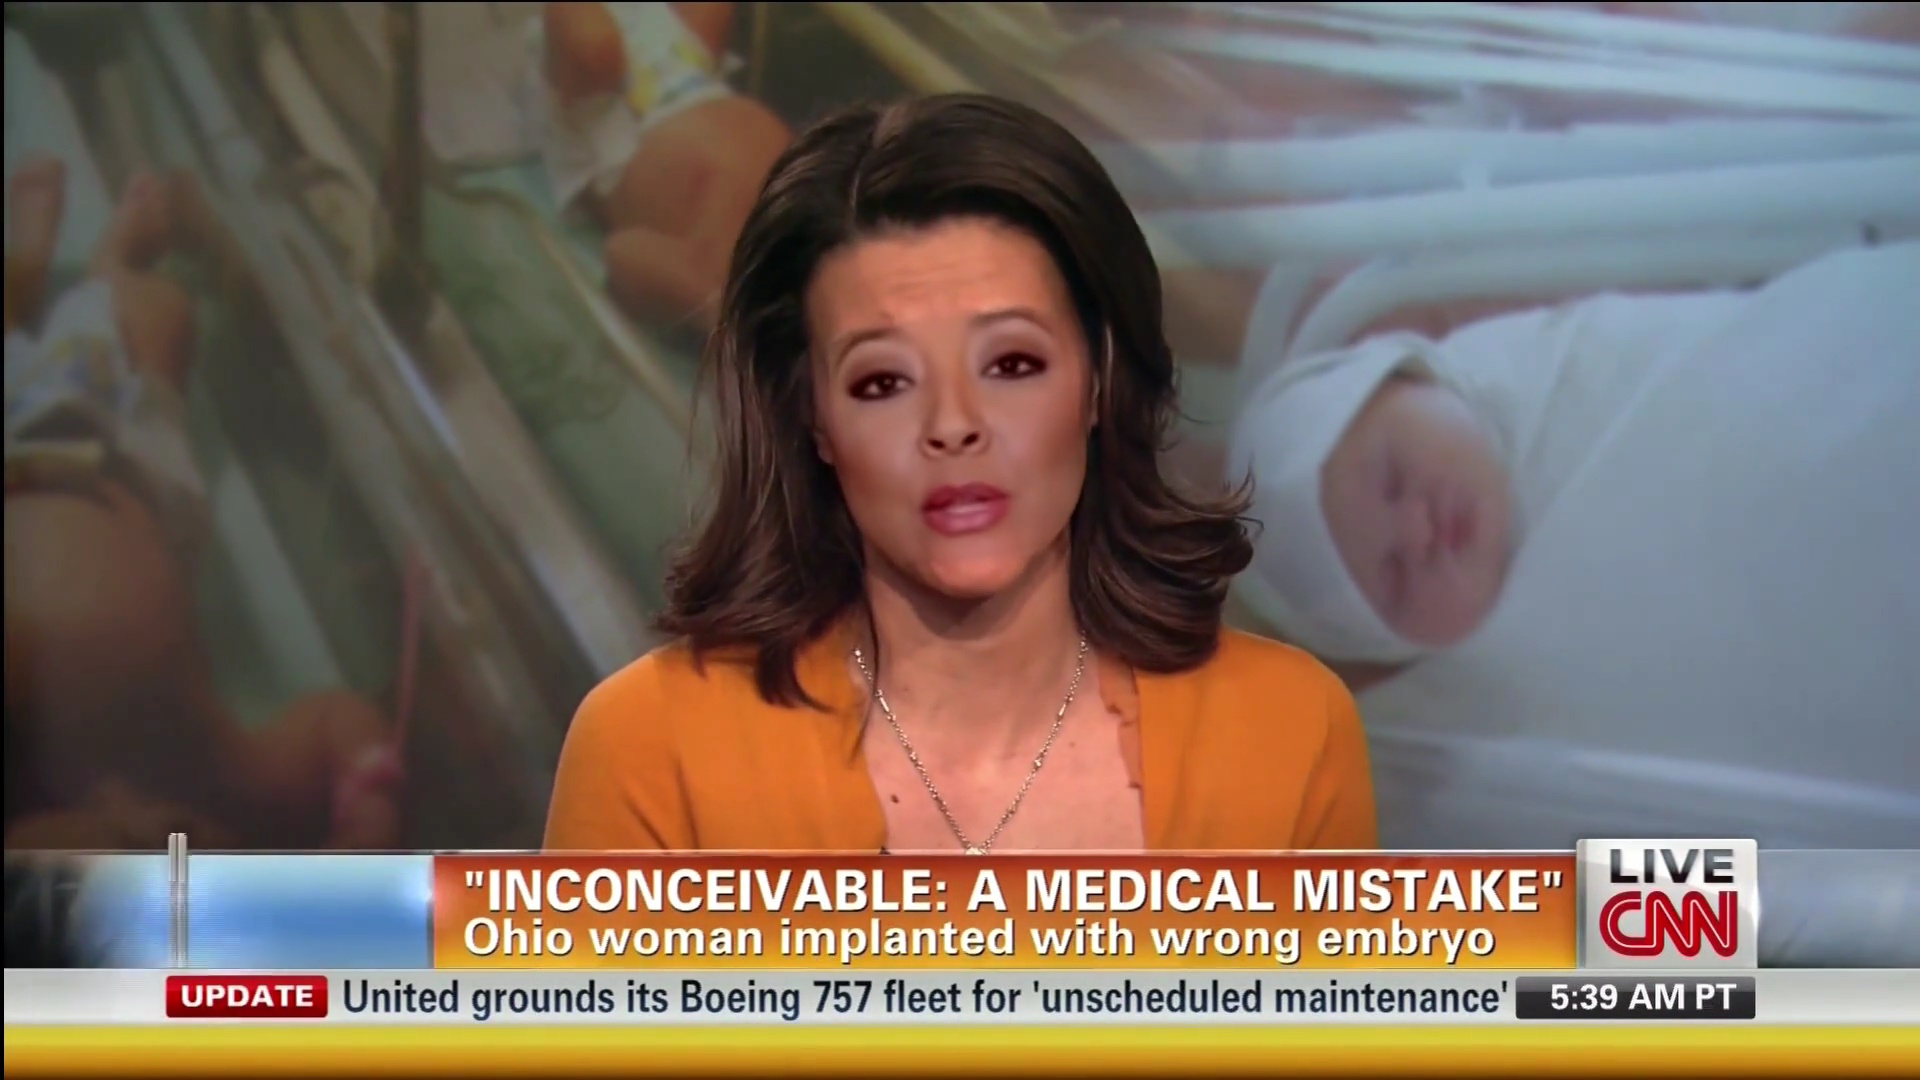 "INCONCEIVABLE: A MEDICAL MISTAKE"
Ohio woman implanted with wrong embryo
LIVE
CNN
UPDATE United grounds its Boeing 757 fleet for 'unscheduled maintenance'
5:39 AM PT